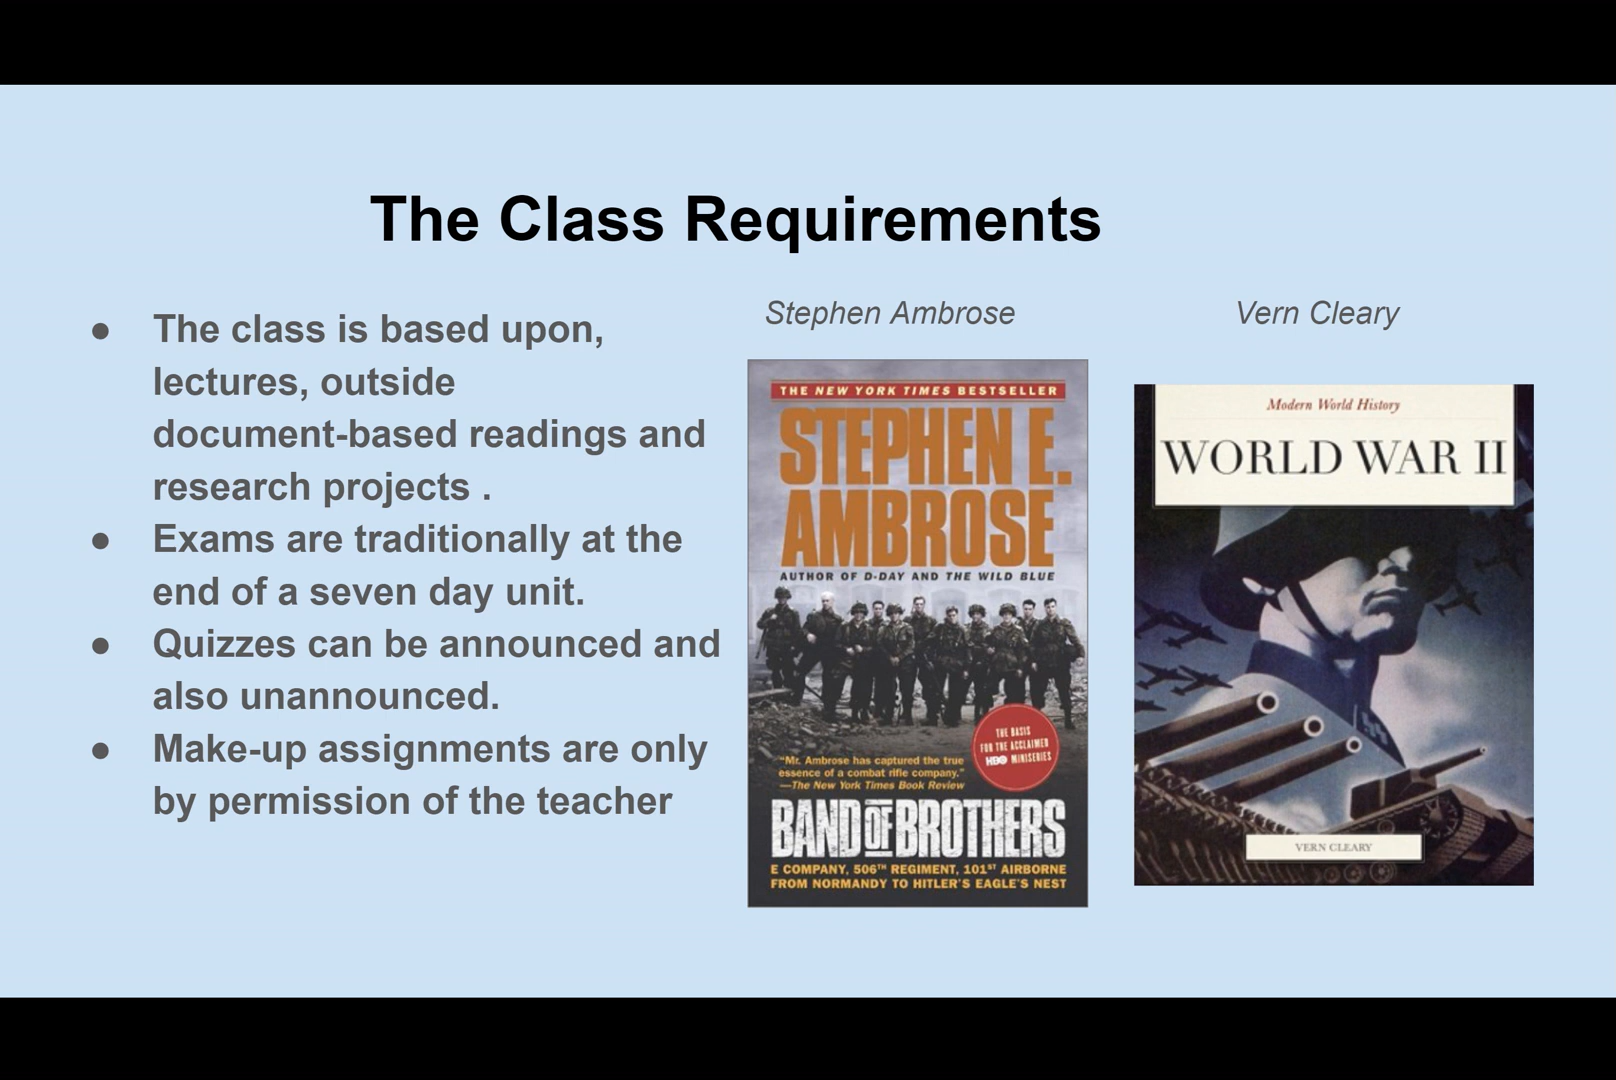 The Class Requirements
● The class is based upon,
lectures, outside
document-based readings and
research projects .
● Exams are traditionally at the
end of a seven day unit.
● Quizzes can be announced and
also unannounced.
● Make-up assignments are only
by permission of the teacher
Stephen Ambrose
THE NEW YORK TIMES BESTSELLER
STEPHEN E.
AMBROSE
AUTHOR OF D-DAY AND THE WILD BLUE
THE BASIS
FOR THE ACCLAIMED
HBO MINISERIES
"Mr. Ambrose has captured the true
essence of a combat rifle company."
—The New York Times Book Review
BAND OF BROTHERS
E COMPANY, 506TH REGIMENT, 101ST AIRBORNE
FROM NORMANDY TO HITLER'S EAGLE'S NEST
Vern Cleary
Modern World History
WORLD WAR II
VERN CLEARY